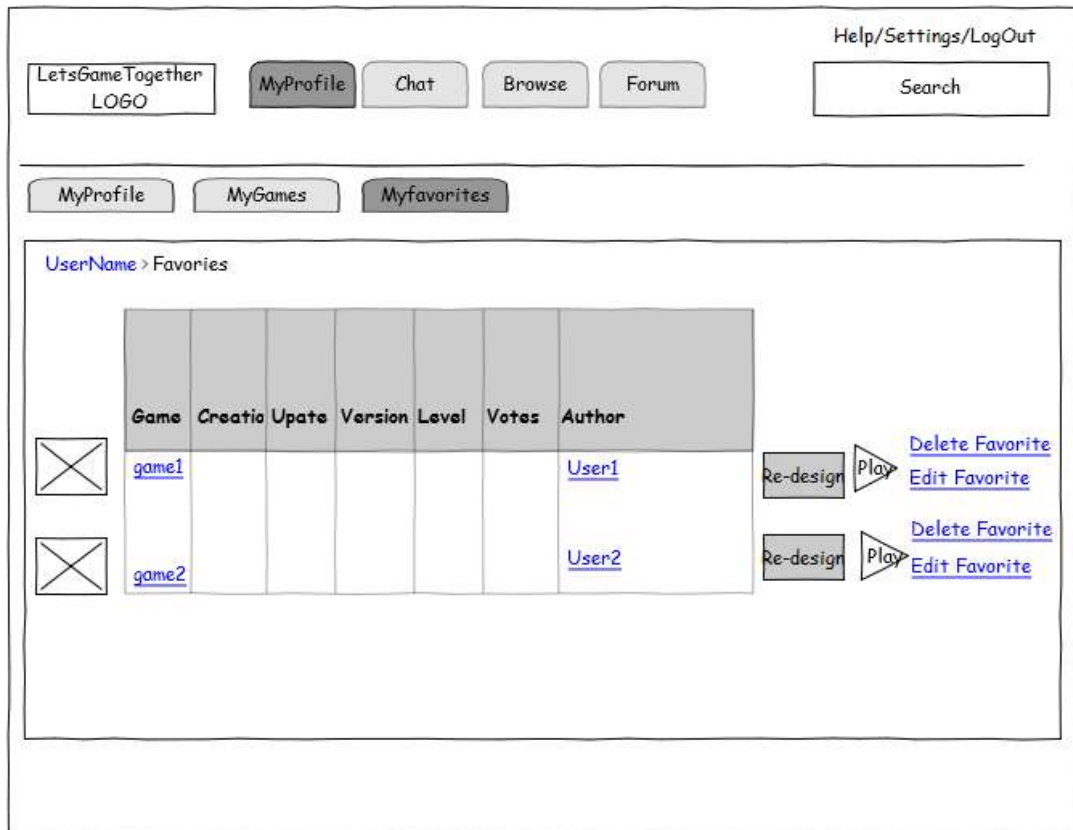 Help/Settings/LogOut
LetsGameTogether
LOGO
MyProfile Chat Browse Forum
Search
MyProfile MyGames Myfavorites
UserName > Favories
Game Creatio Upate Version Level Votes Author
game1 User1 Re-design Play Delete Favorite
Edit Favorite
game2 User2 Re-design Play Delete Favorite
Edit Favorite